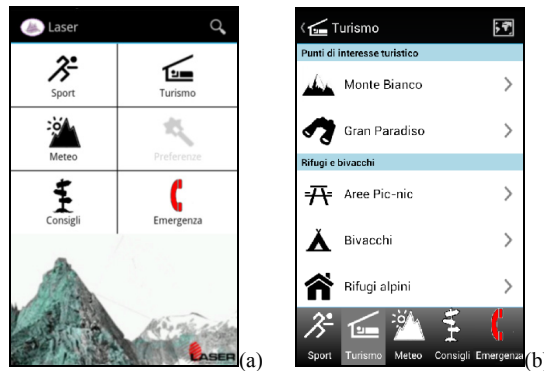 Laser
Sport
Turismo
Meteo
Preferenze
Consigli
Emergenza
LASER
(a)
Turismo
Punti di interesse turistico
Monte Bianco
Gran Paradiso
Rifugi e bivacchi
Aree Pic-nic
Bivacchi
Rifugi alpini
Sport Turismo Meteo Consigli Emergenza
(b)